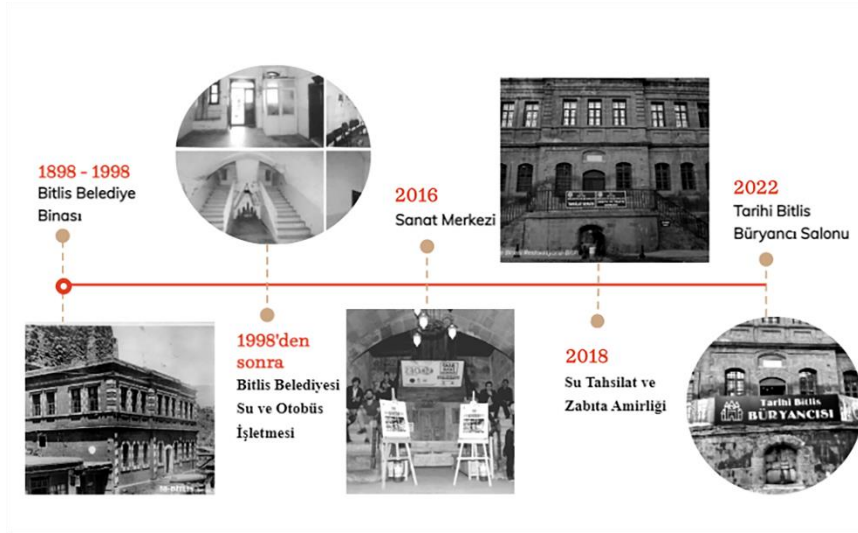 1898 - 1998
Bitlis Belediye
Binası
1998'den
sonra
Bitlis Belediyesi
Su ve Otobüs
İşletmesi
2016
Sanat Merkezi
2018
Su Tahsilat ve
Zabıta Amirliği
2022
Tarihi Bitlis
Büryancı Salonu
Tarihi Bitlis
BÜRYANCISI